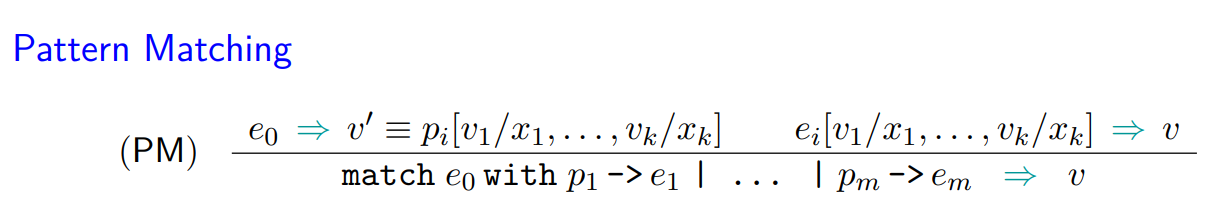 Pattern Matching
e₀ ⇒ v′ ≡ pᵢ[v₁/x₁, . . . , vₖ/xₖ] eᵢ[v₁/x₁, . . . , vₖ/xₖ] ⇒ v
(PM)
match e₀ with p₁ -> e₁ | ... | pₘ -> eₘ ⇒ v